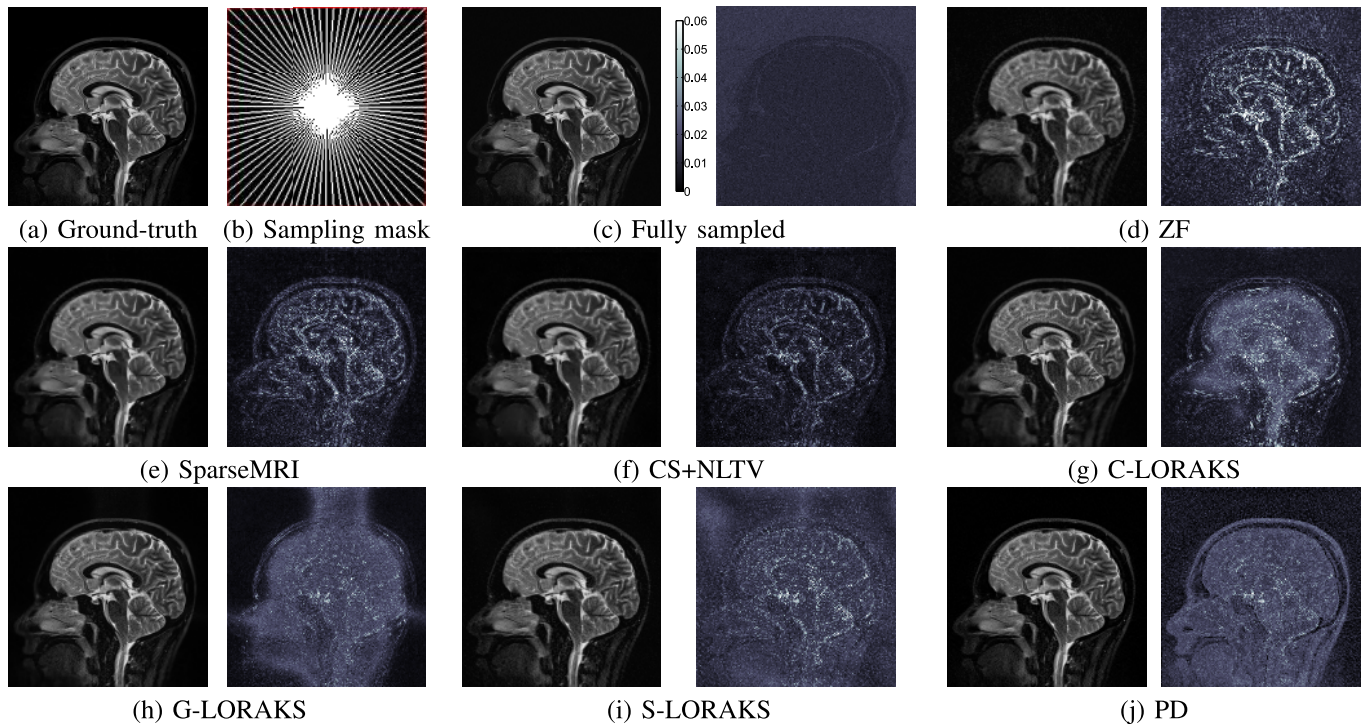 0.06
0.05
0.04
0.03
0.02
0.01
0
(a) Ground-truth
(b) Sampling mask
(c) Fully sampled
(d) ZF
(e) SparseMRI
(f) CS+NLTV
(g) C-LORAKS
(h) G-LORAKS
(i) S-LORAKS
(j) PD